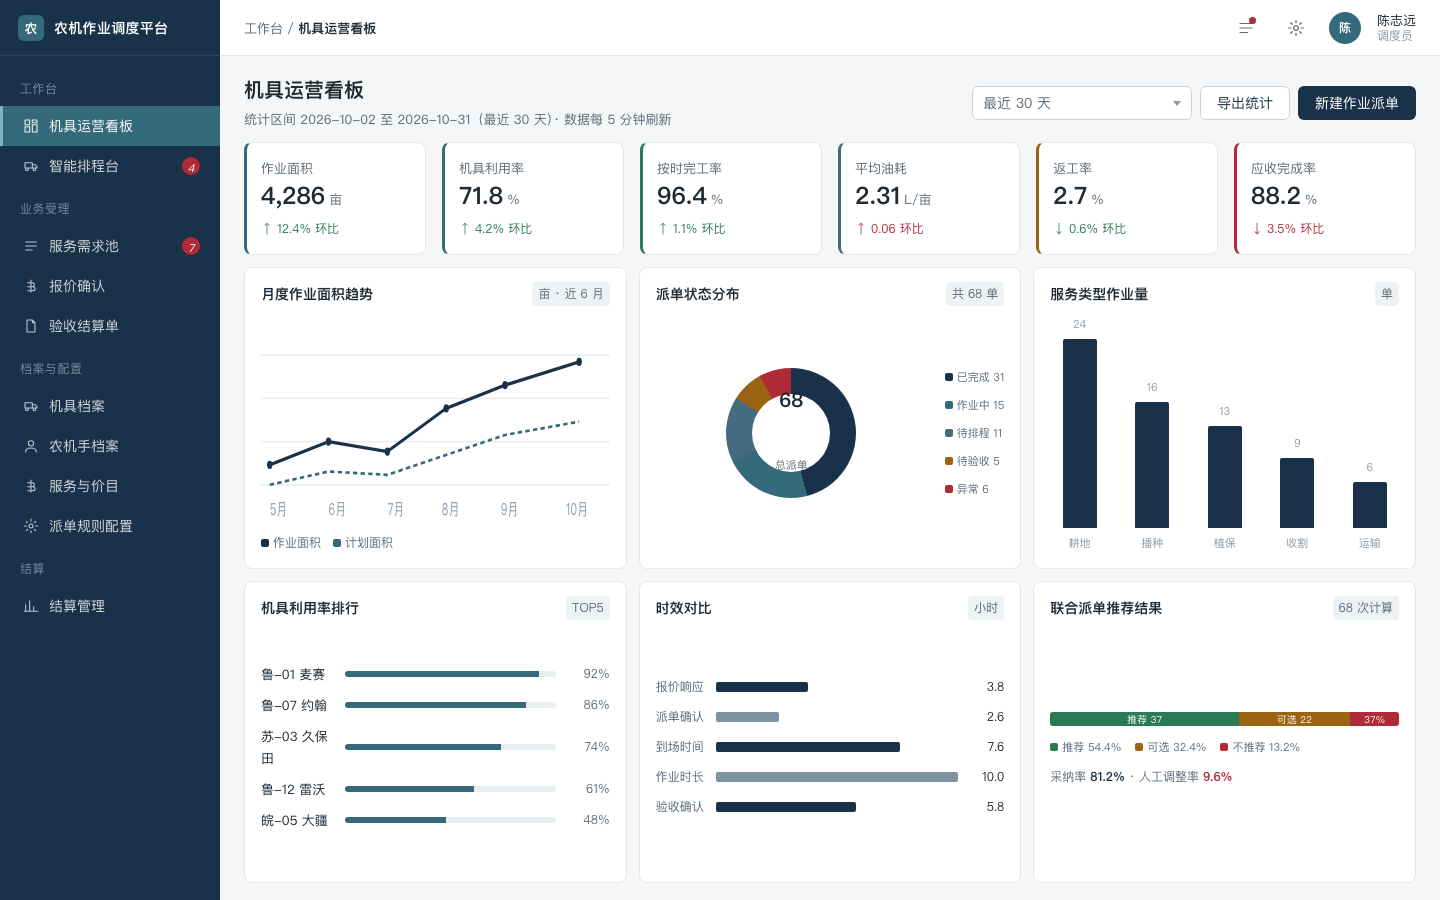 农 农机作业调度平台
工作台
机具运营看板
智能排程台 4
业务受理
服务需求池 7
报价确认
验收结算单
档案与配置
机具档案
农机手档案
服务与价目
派单规则配置
结算
结算管理
工作台 / 机具运营看板
陈
陈志远
调度员
机具运营看板
统计区间 2026-10-02 至 2026-10-31（最近 30 天）· 数据每 5 分钟刷新
最近 30 天
导出统计
新建作业派单
作业面积
4,286 亩
↑ 12.4% 环比
机具利用率
71.8 %
↑ 4.2% 环比
按时完工率
96.4 %
↑ 1.1% 环比
平均油耗
2.31 L/亩
↑ 0.06 环比
返工率
2.7 %
↓ 0.6% 环比
应收完成率
88.2 %
↓ 3.5% 环比
月度作业面积趋势
亩 · 近 6 月
5月 6月 7月 8月 9月 10月
作业面积 计划面积
派单状态分布
共 68 单
68
总派单
已完成 31
作业中 15
待排程 11
待验收 5
异常 6
服务类型作业量
单
24
16
13
9
6
耕地 播种 植保 收割 运输
机具利用率排行
TOP5
鲁-01 麦赛 92%
鲁-07 约翰 86%
苏-03 久保田 74%
鲁-12 雷沃 61%
皖-05 大疆 48%
时效对比
小时
报价响应 3.8
派单确认 2.6
到场时间 7.6
作业时长 10.0
验收确认 5.8
联合派单推荐结果
68 次计算
推荐 37 可选 22 37%
推荐 54.4% 可选 32.4% 不推荐 13.2%
采纳率 81.2% · 人工调整率 9.6%